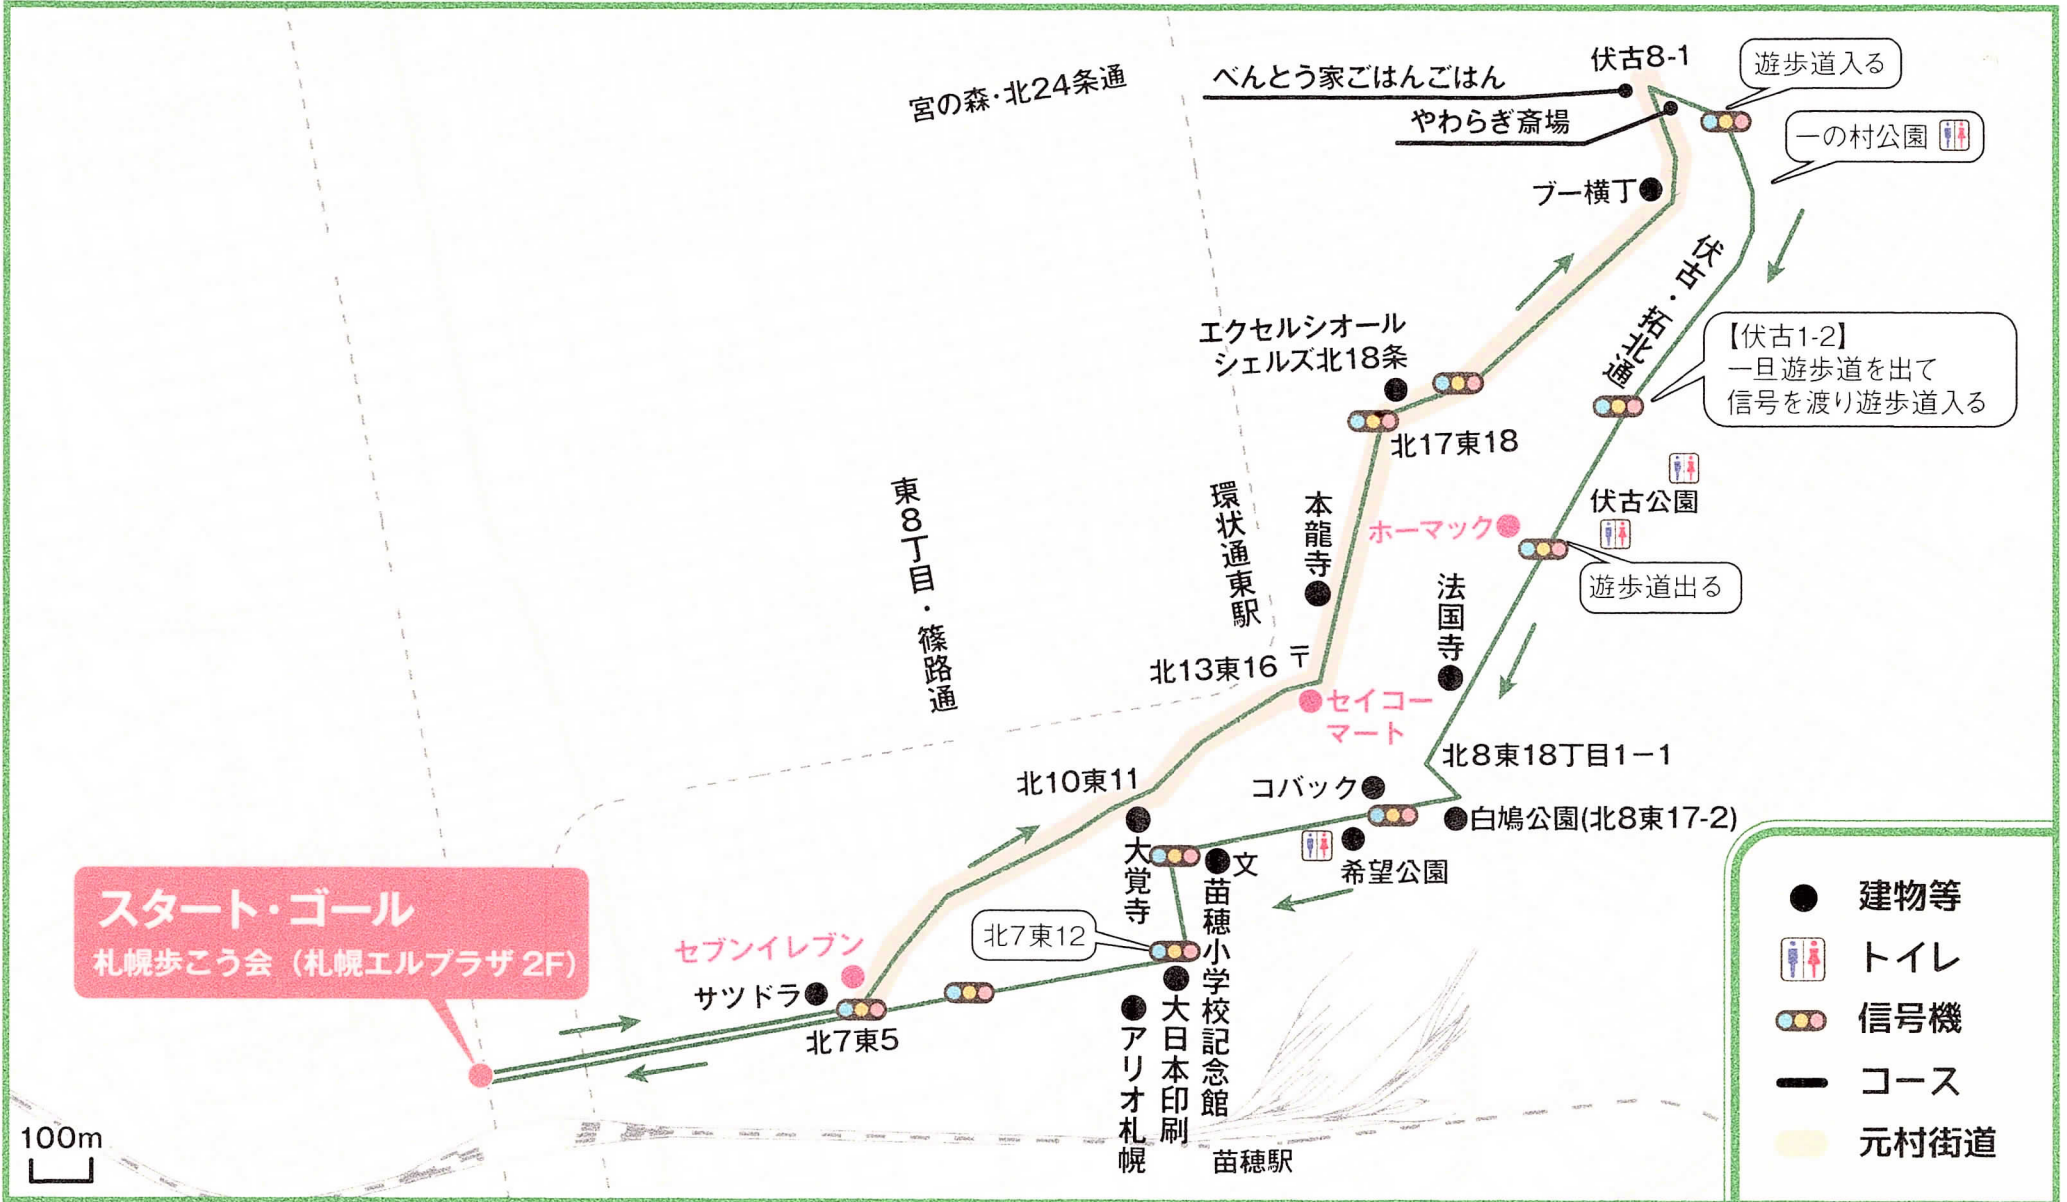 宮の森・北24条通
べんとう家ごはんごはん
伏古8-1
遊歩道入る
やわらぎ斎場
一の村公園
ブー横丁
伏古・拓北通
エクセルシオール
シェルズ北18条
【伏古1-2】
一旦遊歩道を出て
信号を渡り遊歩道入る
北17東18
東8丁目・篠路通
環状通東駅
本龍寺
ホーマック
伏古公園
遊歩道出る
法国寺
北13東16
〒
セイコー
マート
北8東18丁目1-1
北10東11
コバック
白鳩公園(北8東17-2)
大覚寺
文
希望公園
苗穂小学校記念館
北7東12
スタート・ゴール
札幌歩こう会（札幌エルプラザ 2F）
セブンイレブン
サツドラ
北7東5
アリオ札幌
大日本印刷
苗穂駅
100m
建物等
トイレ
信号機
コース
元村街道